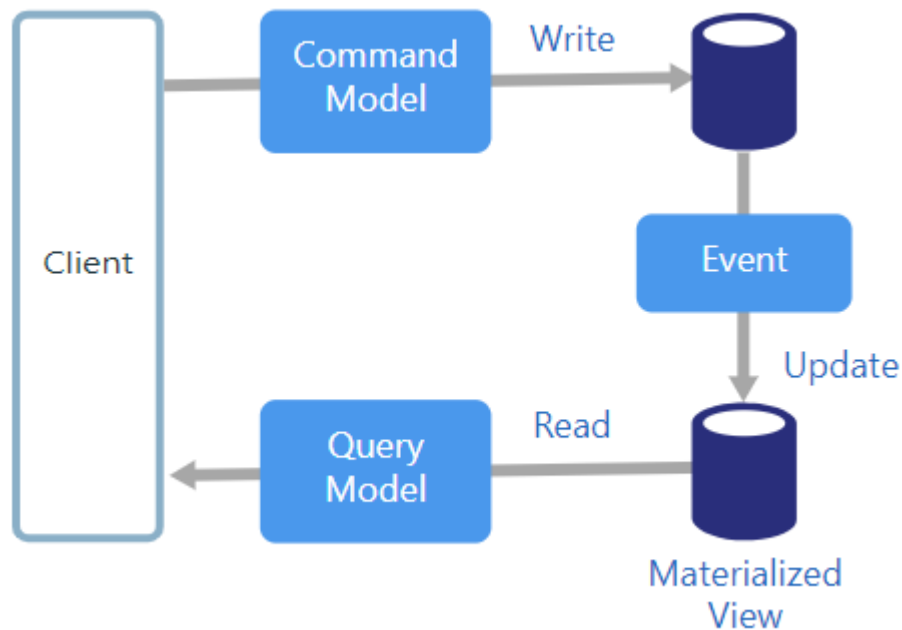 Command
Model
Write
Client
Event
Update
Query
Model
Read
Materialized
View